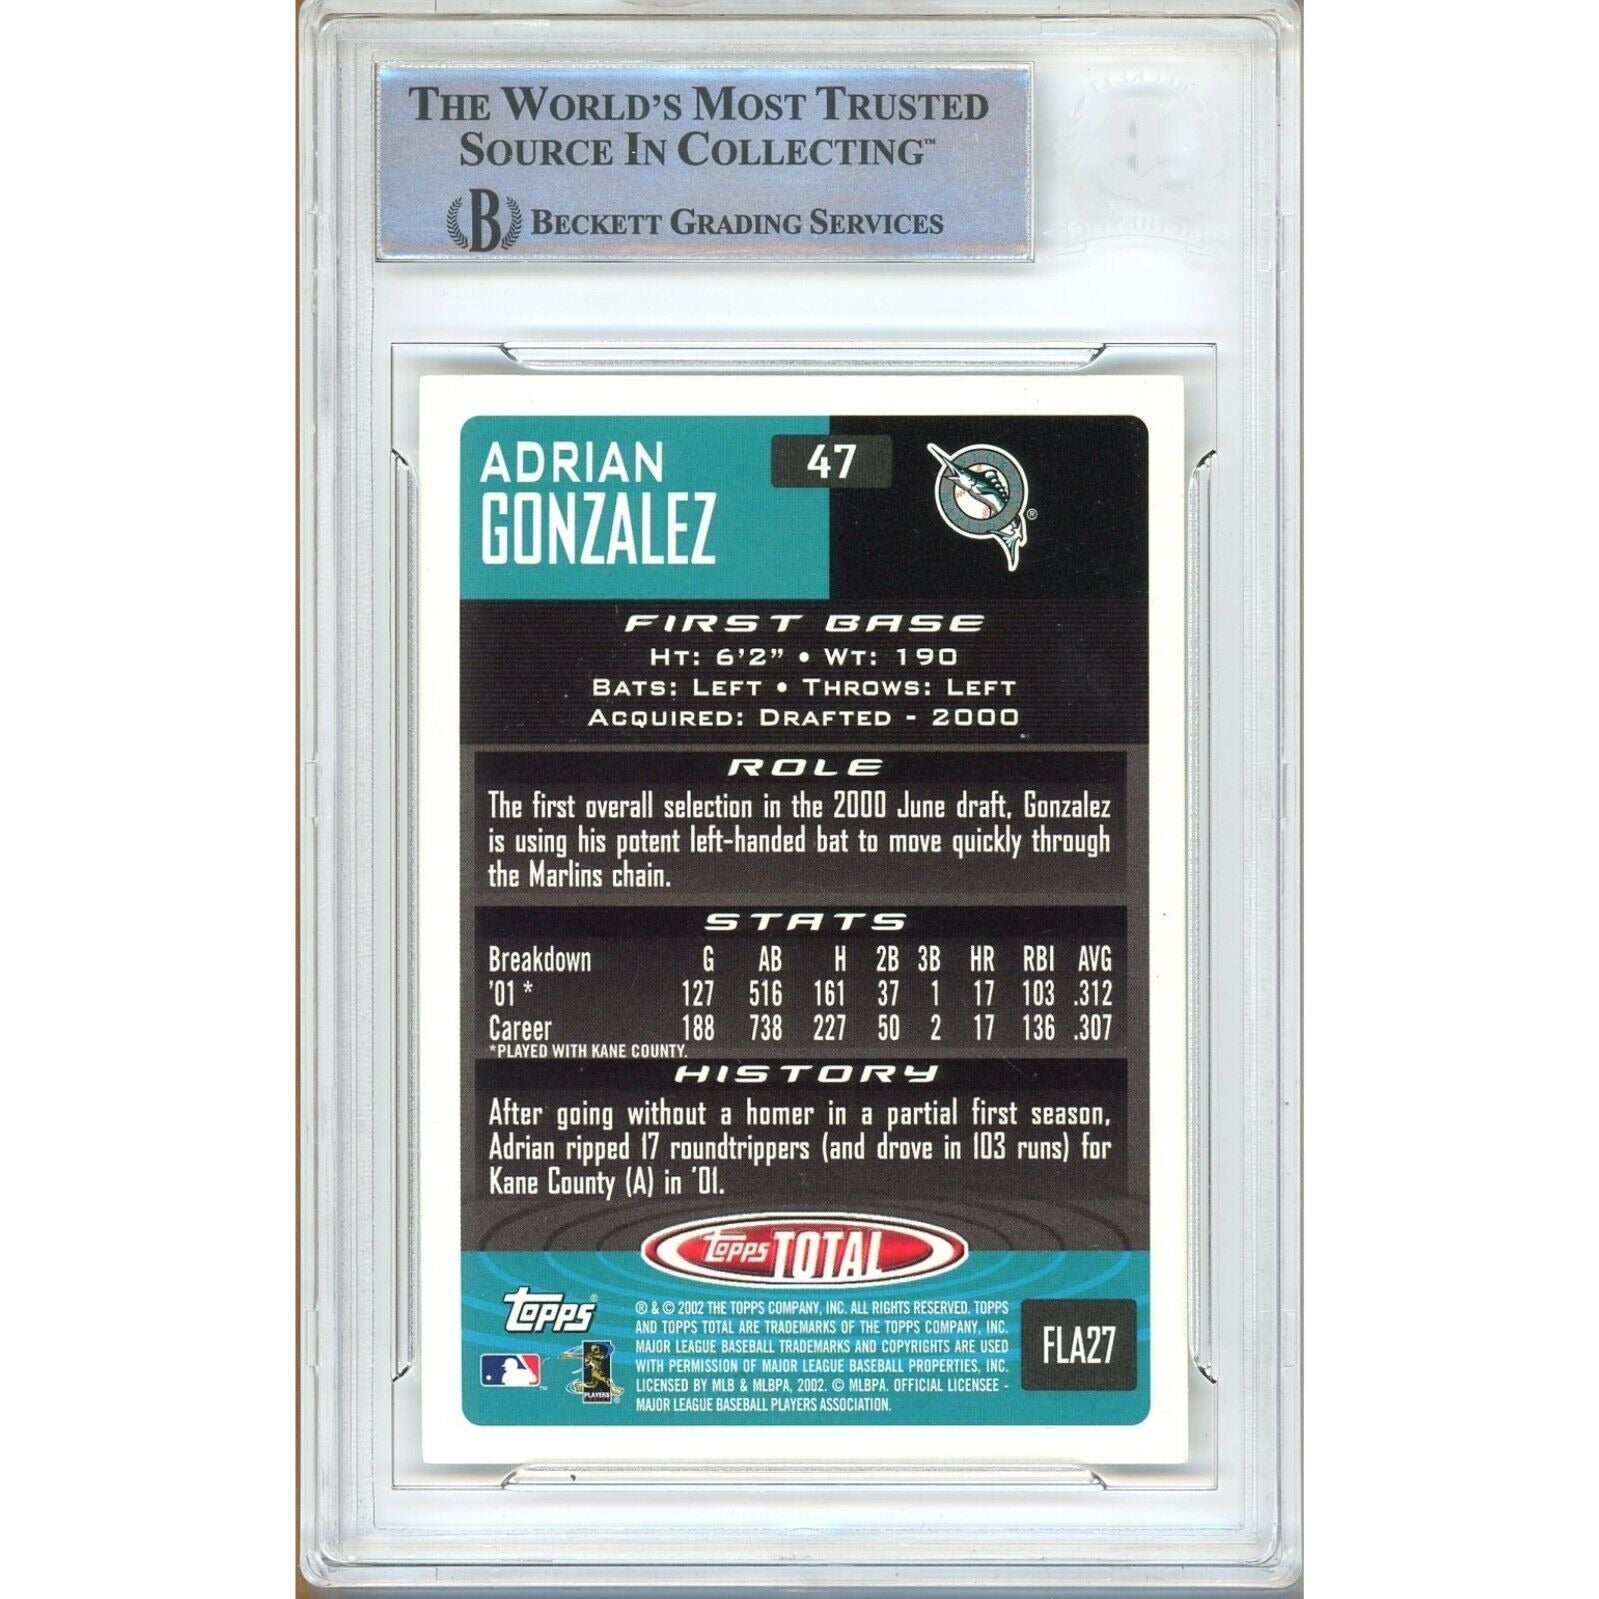 THE WORLD'S MOST TRUSTED
SOURCE IN COLLECTING™
B BECKETT GRADING SERVICES
ADRIAN
GONZALEZ
47
®
FIRST BASE
HT: 6'2" • WT: 190
BATS: LEFT • THROWS: LEFT
ACQUIRED: DRAFTED - 2000
ROLE
The first overall selection in the 2000 June draft, Gonzalez
is using his potent left-handed bat to move quickly through
the Marlins chain.
STATS
Breakdown G AB H 2B 3B HR RBI AVG
'01 * 127 516 161 37 1 17 103 .312
Career 188 738 227 50 2 17 136 .307
*PLAYED WITH KANE COUNTY.
HISTORY
After going without a homer in a partial first season,
Adrian ripped 17 roundtrippers (and drove in 103 runs) for
Kane County (A) in '01.
Topps TOTAL
Topps®
® & © 2002 THE TOPPS COMPANY, INC. ALL RIGHTS RESERVED. TOPPS
AND TOPPS TOTAL ARE TRADEMARKS OF THE TOPPS COMPANY, INC.
MAJOR LEAGUE BASEBALL TRADEMARKS AND COPYRIGHTS ARE USED
WITH PERMISSION OF MAJOR LEAGUE BASEBALL PROPERTIES, INC.
LICENSED BY MLB & MLBPA, 2002. © MLBPA. OFFICIAL LICENSEE -
MAJOR LEAGUE BASEBALL PLAYERS ASSOCIATION.
PLAYERS
FLA27